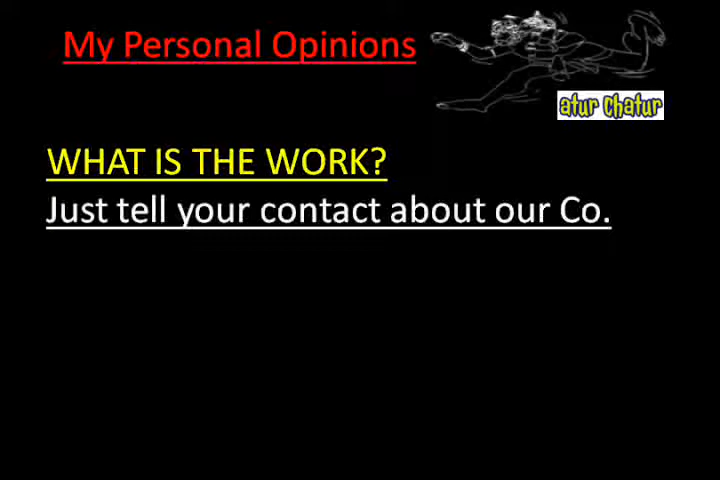 My Personal Opinions
atur chatur
WHAT IS THE WORK?
Just tell your contact about our Co.